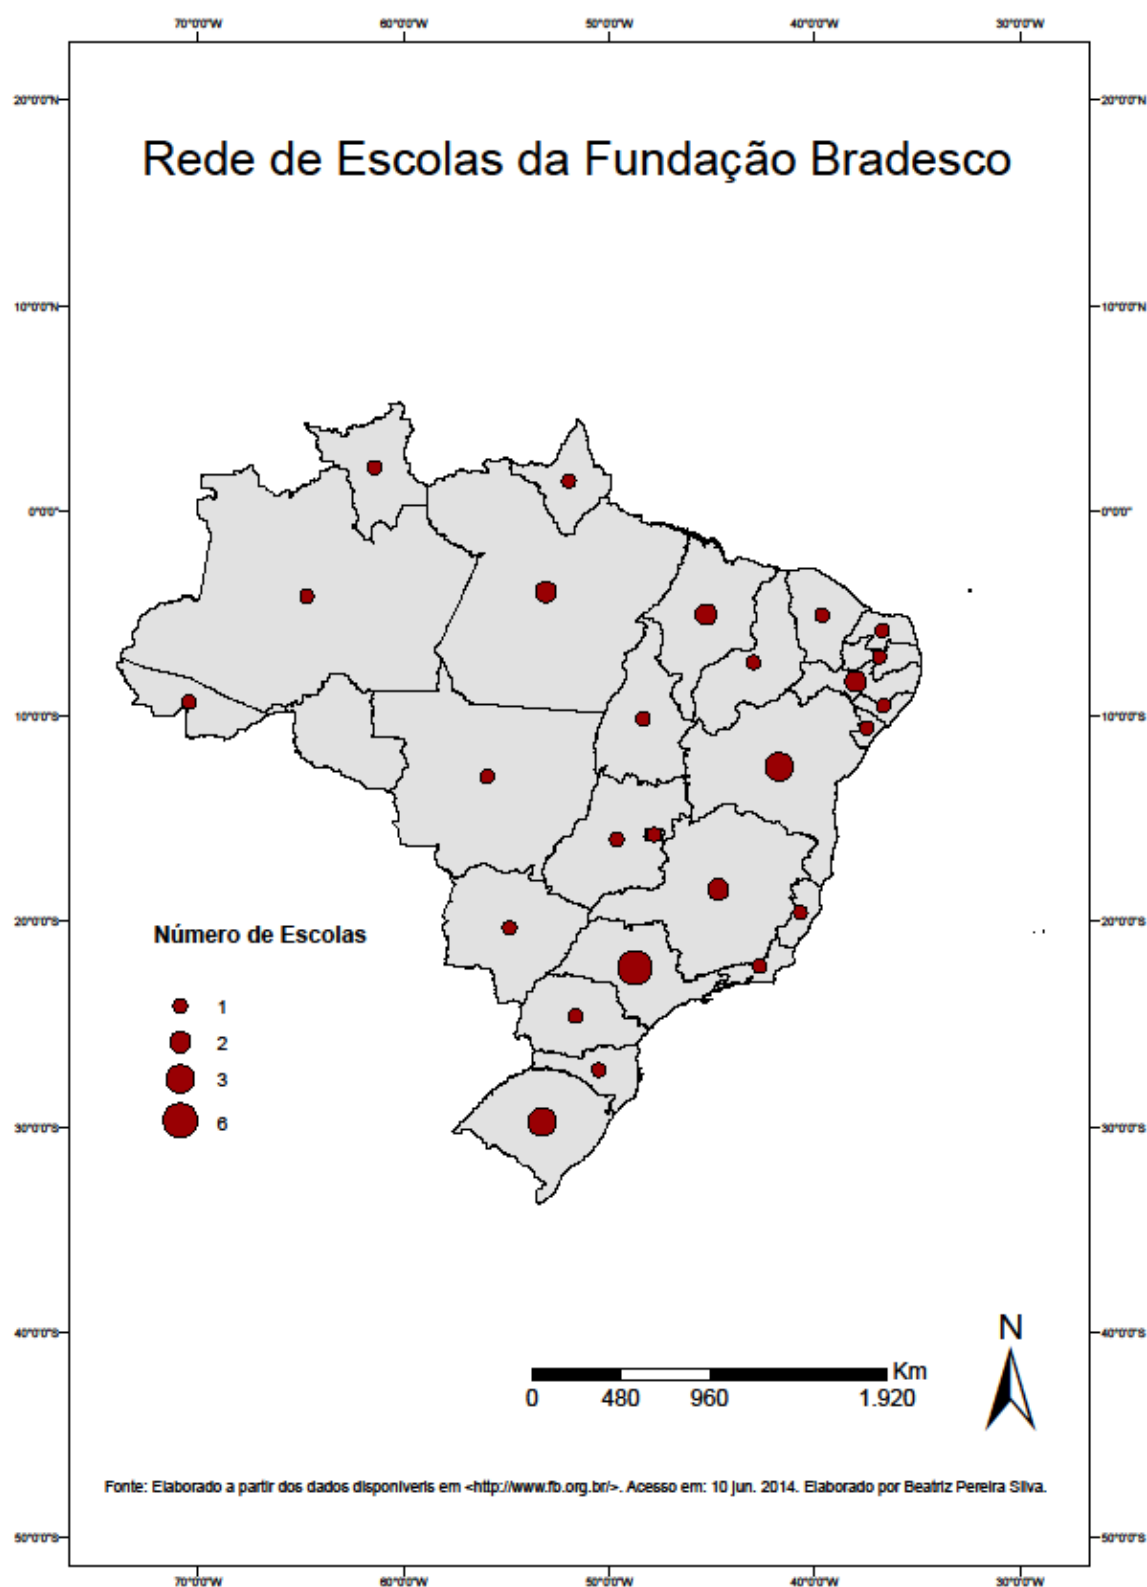 70°0'0"W 60°0'0"W 50°0'0"W 40°0'0"W 30°0'0"W
20°0'0"N 20°0'0"N
Rede de Escolas da Fundação Bradesco
10°0'0"N 10°0'0"N
0°0'0" 0°0'0"
10°0'0"S 10°0'0"S
20°0'0"S 20°0'0"S
Número de Escolas
1
2
3
6
30°0'0"S 30°0'0"S
N
40°0'0"S 40°0'0"S
Km
0 480 960 1.920
Fonte: Elaborado a partir dos dados disponíveris em <http://www.fb.org.br/>. Acesso em: 10 jun. 2014. Elaborado por Beatriz Pereira Silva.
50°0'0"S 50°0'0"S
70°0'0"W 60°0'0"W 50°0'0"W 40°0'0"W 30°0'0"W